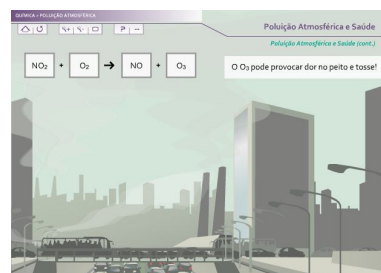 QUÍMICA > POLUIÇÃO ATMOSFÉRICA
Poluição Atmosférica e Saúde
Poluição Atmosférica e Saúde (cont.)
NO2 + O2 → NO + O3
O O3 pode provocar dor no peito e tosse!